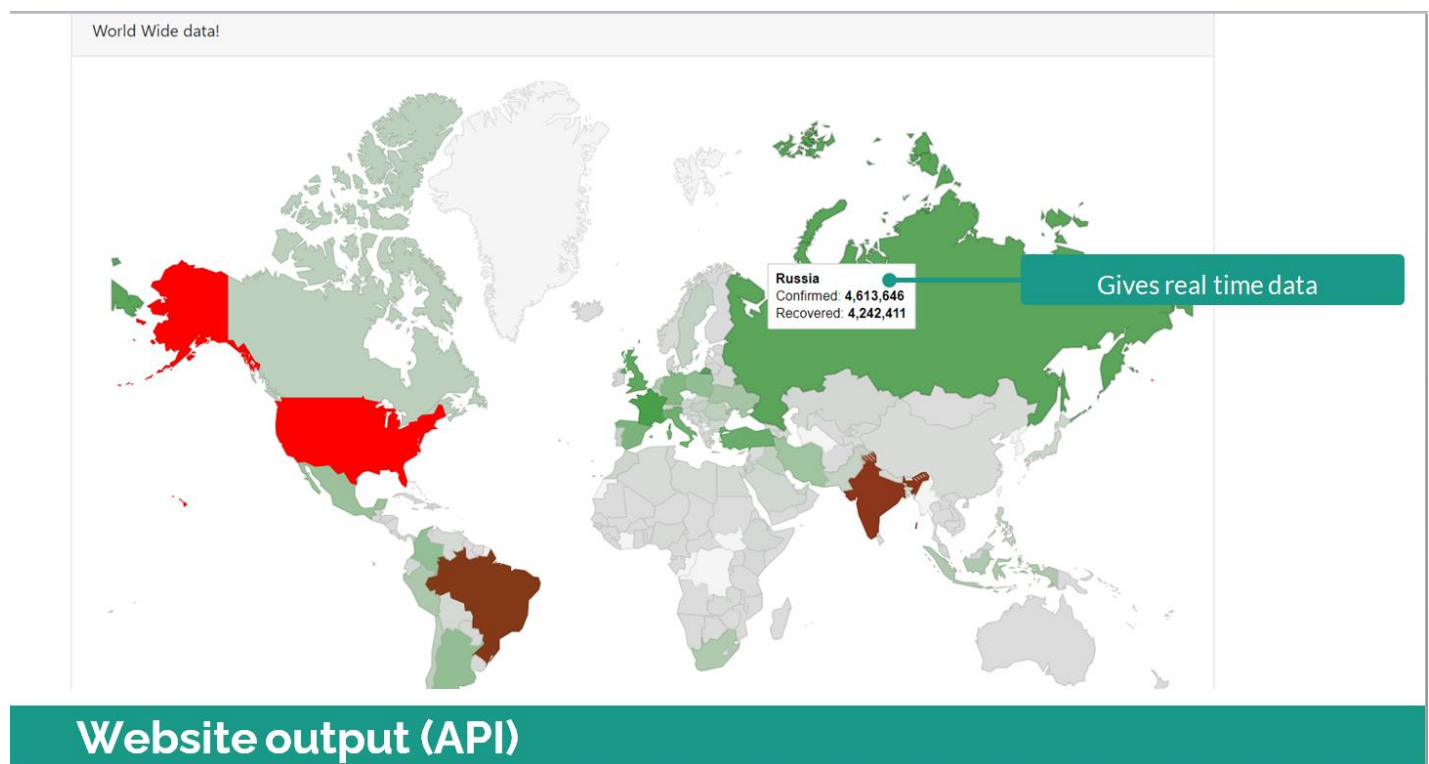 World Wide data!
Russia
Confirmed: 4,613,646
Recovered: 4,242,411
Gives real time data
Website output (API)